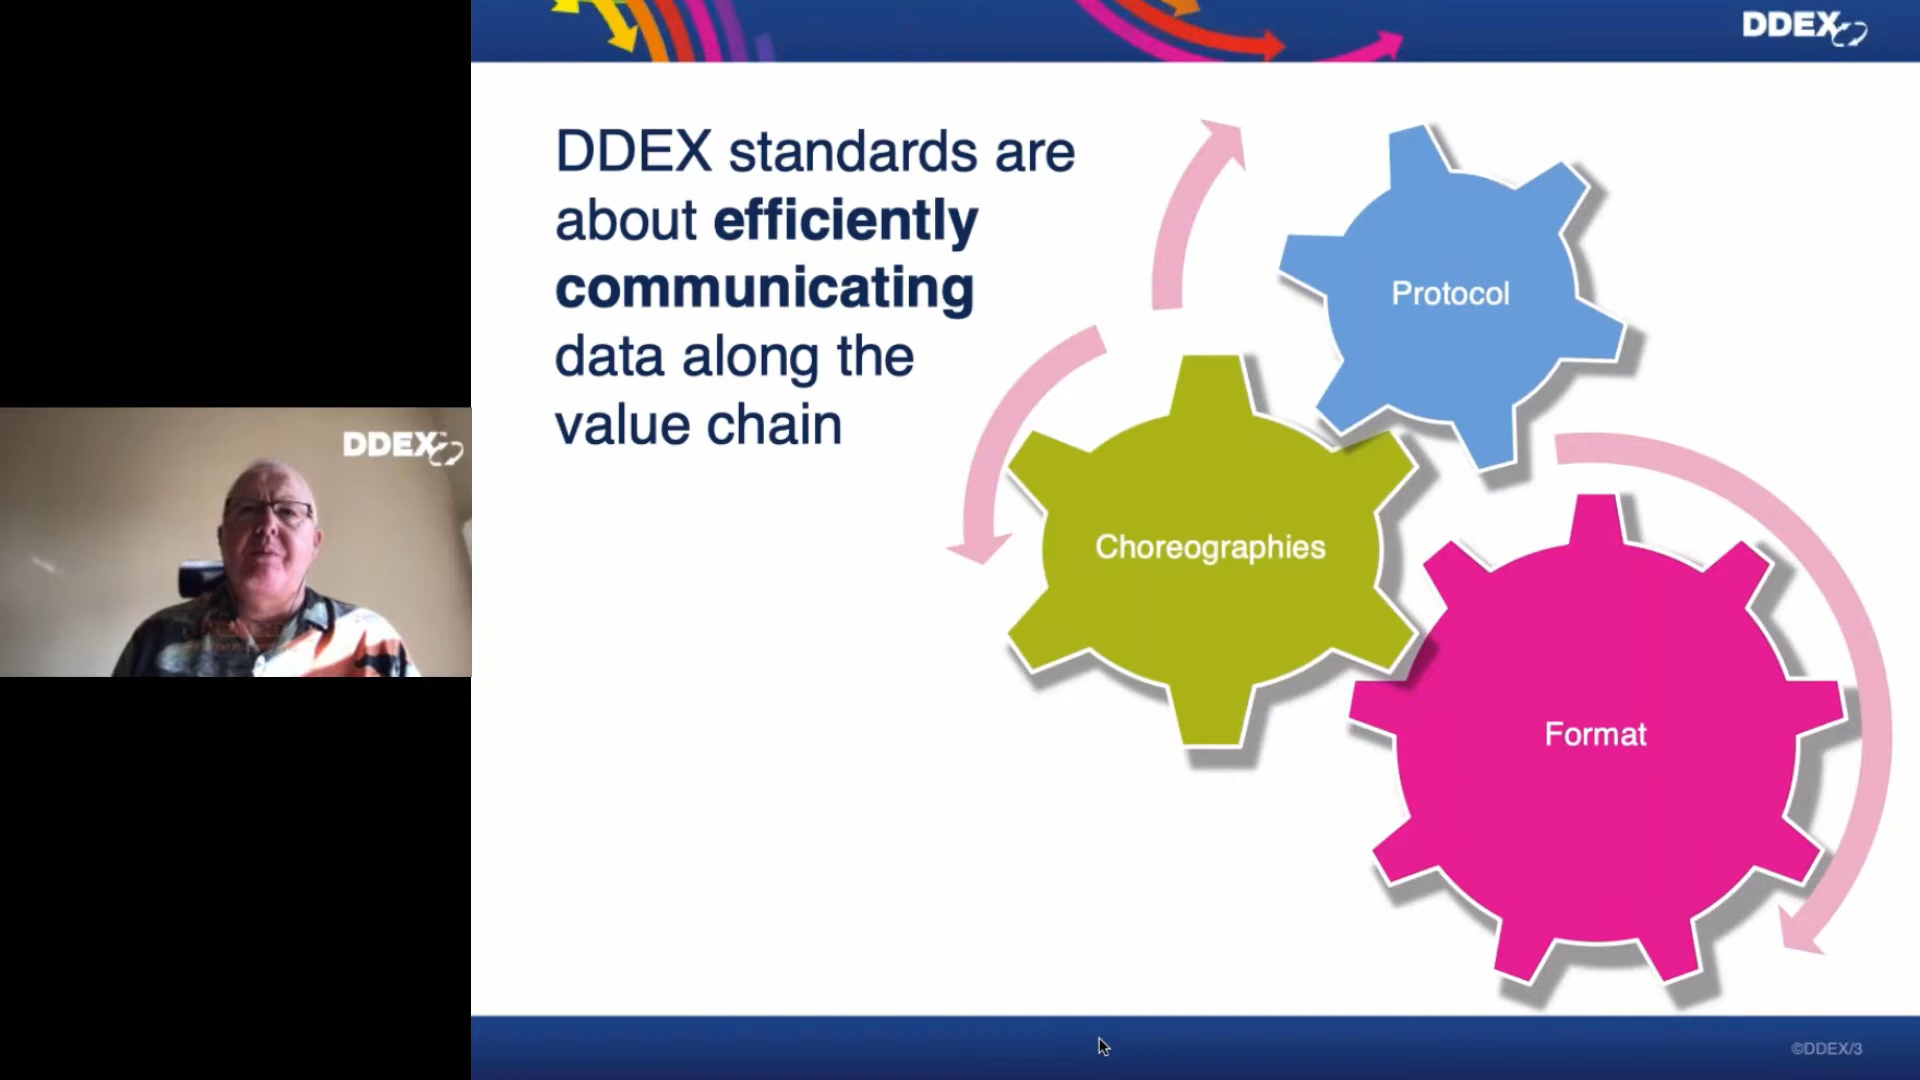 DDEX
DDEX standards are
about efficiently
communicating
data along the
value chain
Protocol
Choreographies
Format
DDEX
©DDEX/3